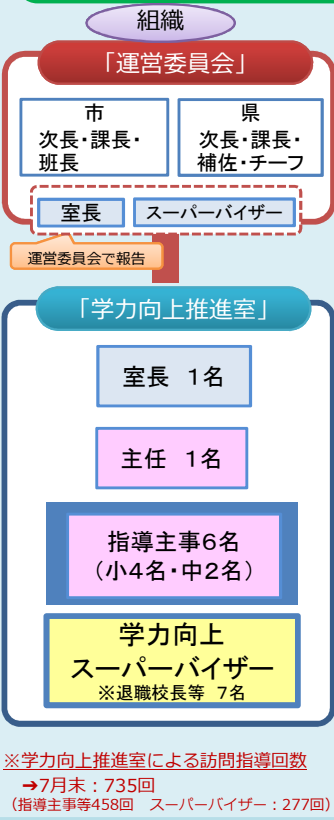 組織
「運営委員会」
市
次長・課長・
班長
県
次長・課長・
補佐・チーフ
室長
スーパーバイザー
運営委員会で報告
「学力向上推進室」
室長 1名
主任 1名
指導主事6名
（小4名・中2名）
学力向上
スーパーバイザー
※退職校長等 7名
※学力向上推進室による訪問指導回数
➔7月末：735回
（指導主事等458回 スーパーバイザー：277回）